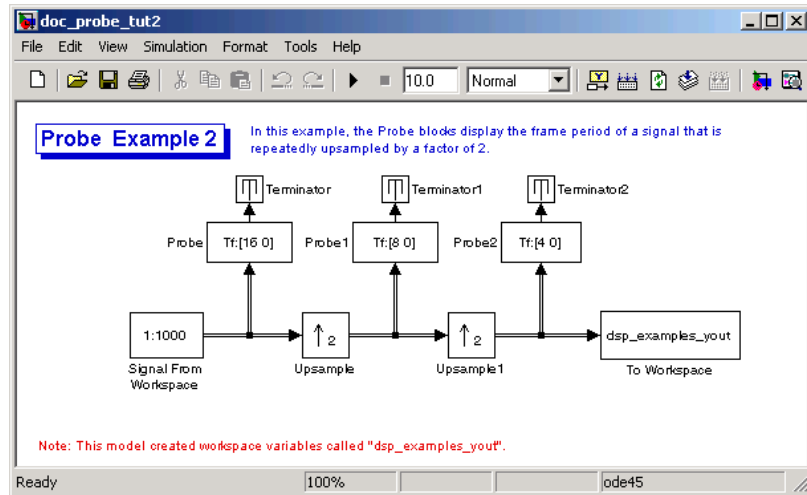 doc_probe_tut2
File Edit View Simulation Format Tools Help
10.0 Normal
Probe Example 2
In this example, the Probe blocks display the frame period of a signal that is
repeatedly upsampled by a factor of 2.
Terminator Terminator1 Terminator2
Probe Tf:[16 0] Probe1 Tf:[8 0] Probe2 Tf:[4 0]
1:1000 2 2 dsp_examples_yout
Signal From
Workspace
Upsample Upsample1 To Workspace
Note: This model created workspace variables called "dsp_examples_yout".
Ready 100% ode45